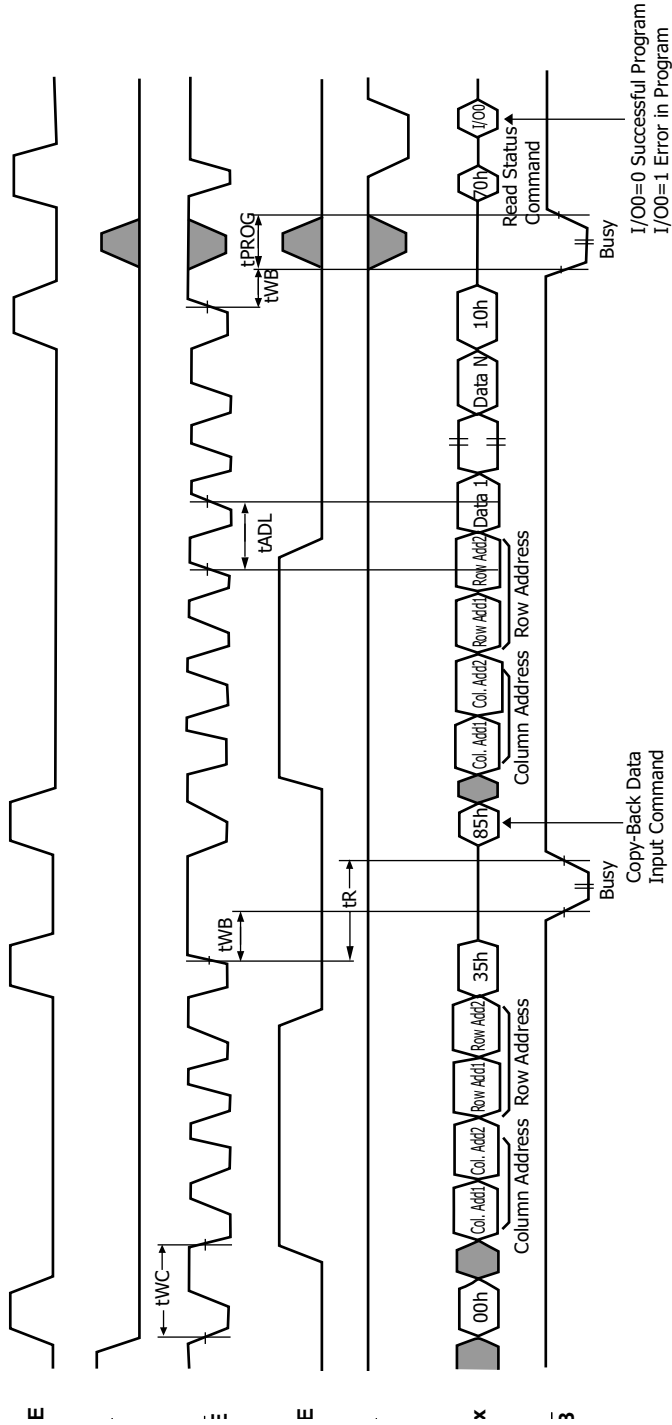 E
E
E
x
B
tWC
tWB
tR
tADL
tWB
tPROG
00h
Col. Add1
Col. Add2
Row Add1
Row Add2
35h
85h
Col. Add1
Col. Add2
Row Add1
Row Add2
Data 1
Data N
10h
70h
I/O0
Column Address
Row Address
Column Address
Row Address
Read Status
Command
Busy
Busy
Copy-Back Data
Input Command
I/O0=0 Successful Program
I/O0=1 Error in Program